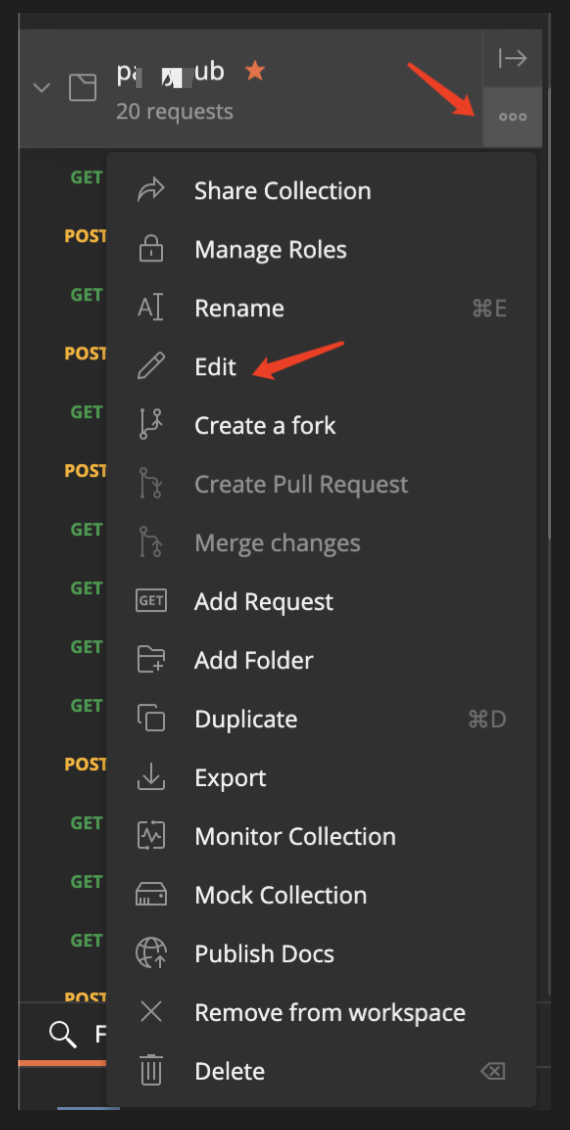 ub
20 requests
GET
Share Collection
POST
Manage Roles
GET
Rename ⌘E
POST
Edit
GET
Create a fork
POST
Create Pull Request
GET
Merge changes
GET
GET Add Request
GET
Add Folder
GET
Duplicate ⌘D
POST
Export
GET
Monitor Collection
GET
Mock Collection
GET
Publish Docs
POST
Remove from workspace
F
Delete